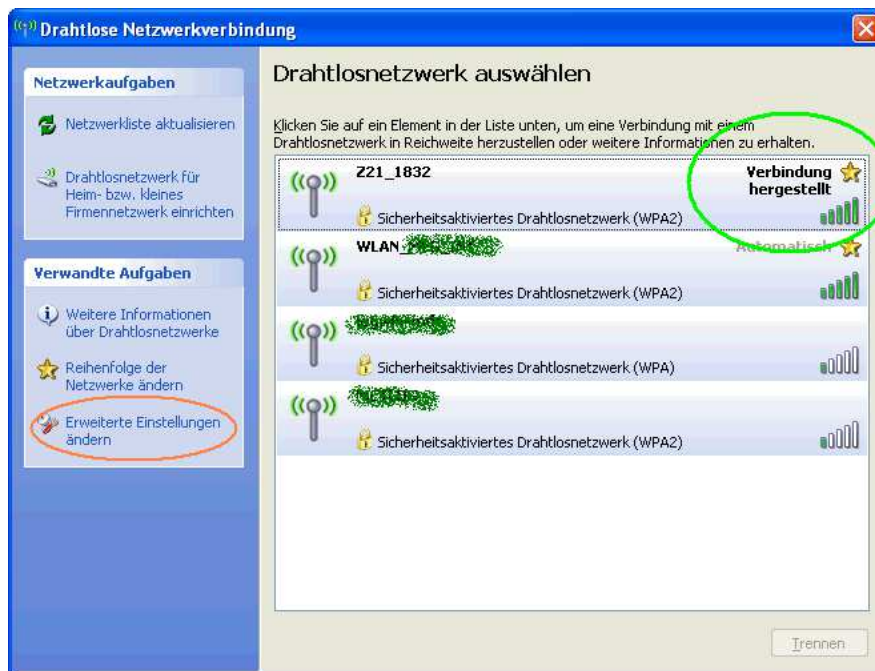 Drahtlose Netzwerkverbindung
Netzwerkaufgaben
Netzwerkliste aktualisieren
Drahtlosnetzwerk für
Heim- bzw. kleines
Firmennetzwerk einrichten
Verwandte Aufgaben
Weitere Informationen
über Drahtlosnetzwerke
Reihenfolge der
Netzwerke ändern
Erweiterte Einstellungen
ändern
Drahtlosnetzwerk auswählen
Klicken Sie auf ein Element in der Liste unten, um eine Verbindung mit einem
Drahtlosnetzwerk in Reichweite herzustellen oder weitere Informationen zu erhalten.
Z21_1832
Verbindung
hergestellt
Sicherheitsaktiviertes Drahtlosnetzwerk (WPA2)
WLAN_
Automatisch
Sicherheitsaktiviertes Drahtlosnetzwerk (WPA2)
Sicherheitsaktiviertes Drahtlosnetzwerk (WPA)
Sicherheitsaktiviertes Drahtlosnetzwerk (WPA2)
Trennen